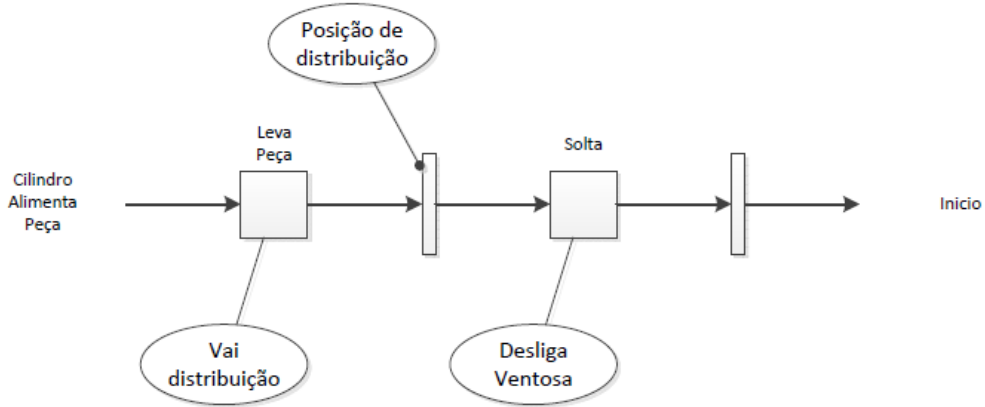 Posição de
distribuição
Leva
Peça
Solta
Cilindro
Alimenta
Peça
Inicio
Vai
distribuição
Desliga
Ventosa